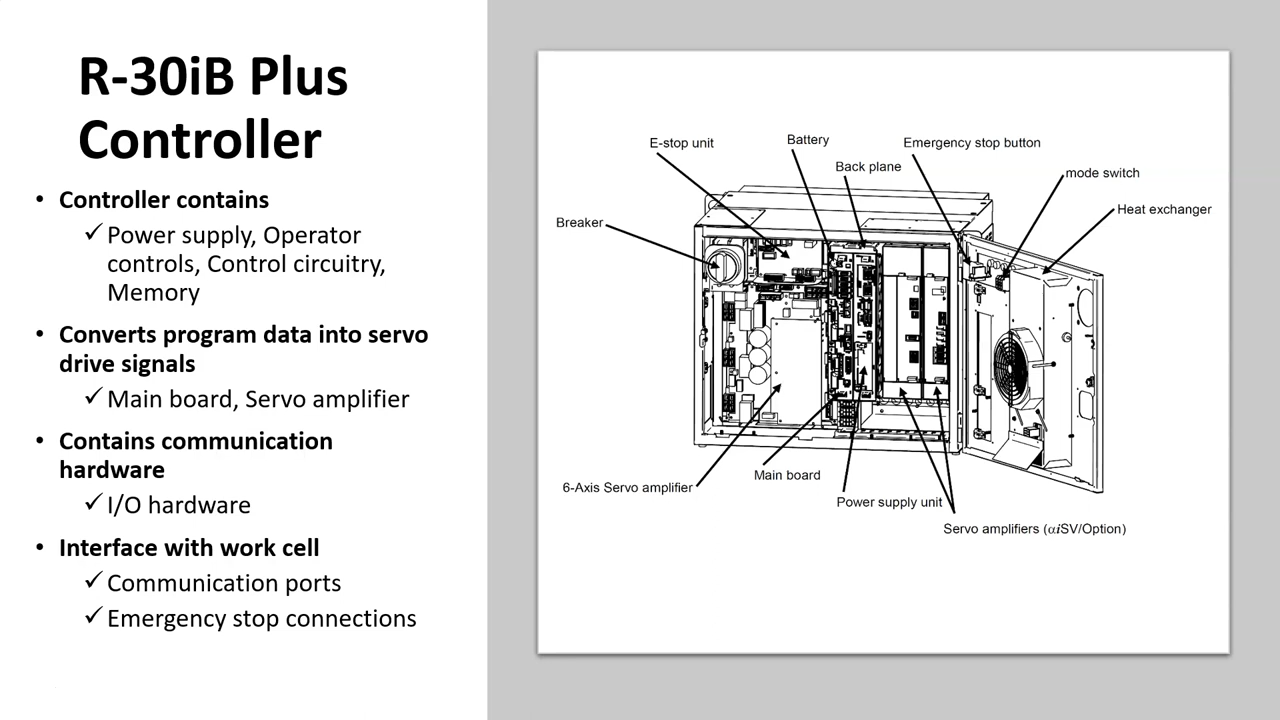 R-30iB Plus
Controller
• Controller contains
✓ Power supply, Operator
controls, Control circuitry,
Memory
• Converts program data into servo
drive signals
✓ Main board, Servo amplifier
• Contains communication
hardware
✓ I/O hardware
• Interface with work cell
✓ Communication ports
✓ Emergency stop connections
E-stop unit
Battery
Emergency stop button
Back plane
mode switch
Heat exchanger
Breaker
Main board
6-Axis Servo amplifier
Power supply unit
Servo amplifiers (αiSV/Option)